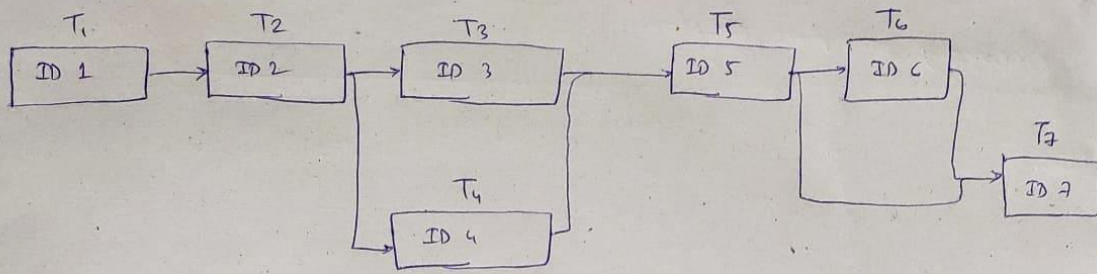 T1 T2 T3 T5 T6
ID 1 ID 2 ID 3 ID 5 ID 6
T7
ID 7
T4
ID 4